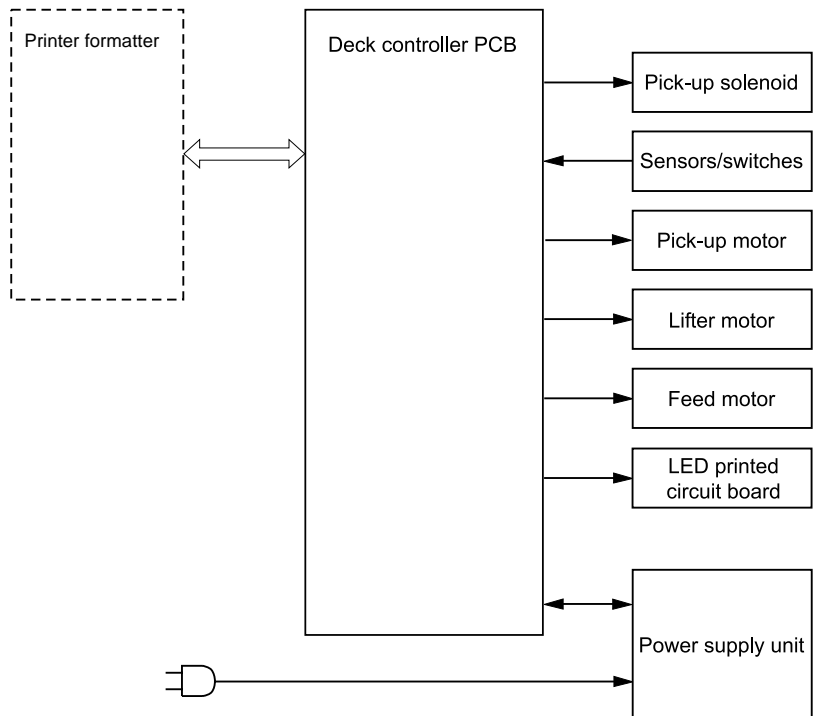 Printer formatter
Deck controller PCB
Pick-up solenoid
Sensors/switches
Pick-up motor
Lifter motor
Feed motor
LED printed
circuit board
Power supply unit